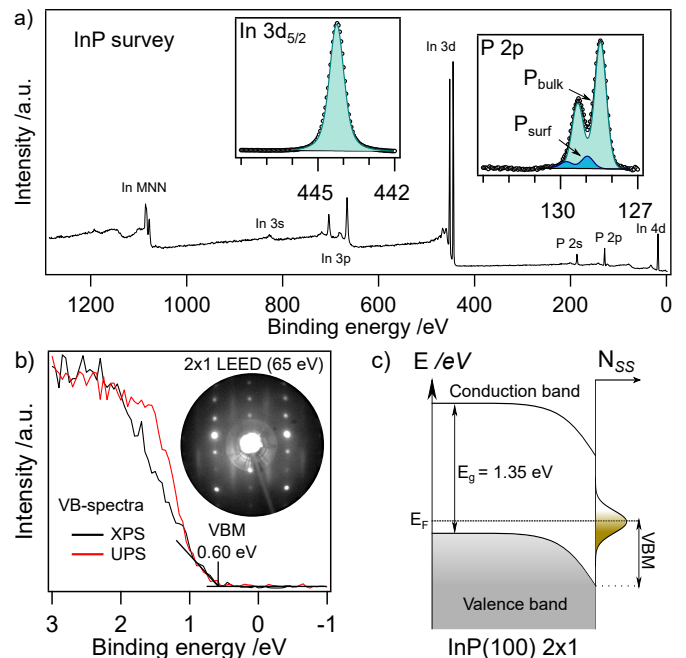 a)
InP survey
In 3d5/2
445
442
In 3d
P 2p
Pbulk
Psurf
130
127
In MNN
In 3s
In 3p
P 2s
P 2p
In 4d
Intensity /a.u.
1200
1000
800
600
400
200
0
Binding energy /eV
b)
2x1 LEED (65 eV)
VB-spectra
XPS
UPS
VBM
0.60 eV
Intensity /a.u.
3
2
1
0
-1
Binding energy /eV
c)
E /eV
NSS
Conduction band
Eg = 1.35 eV
EF
VBM
Valence band
InP(100) 2x1